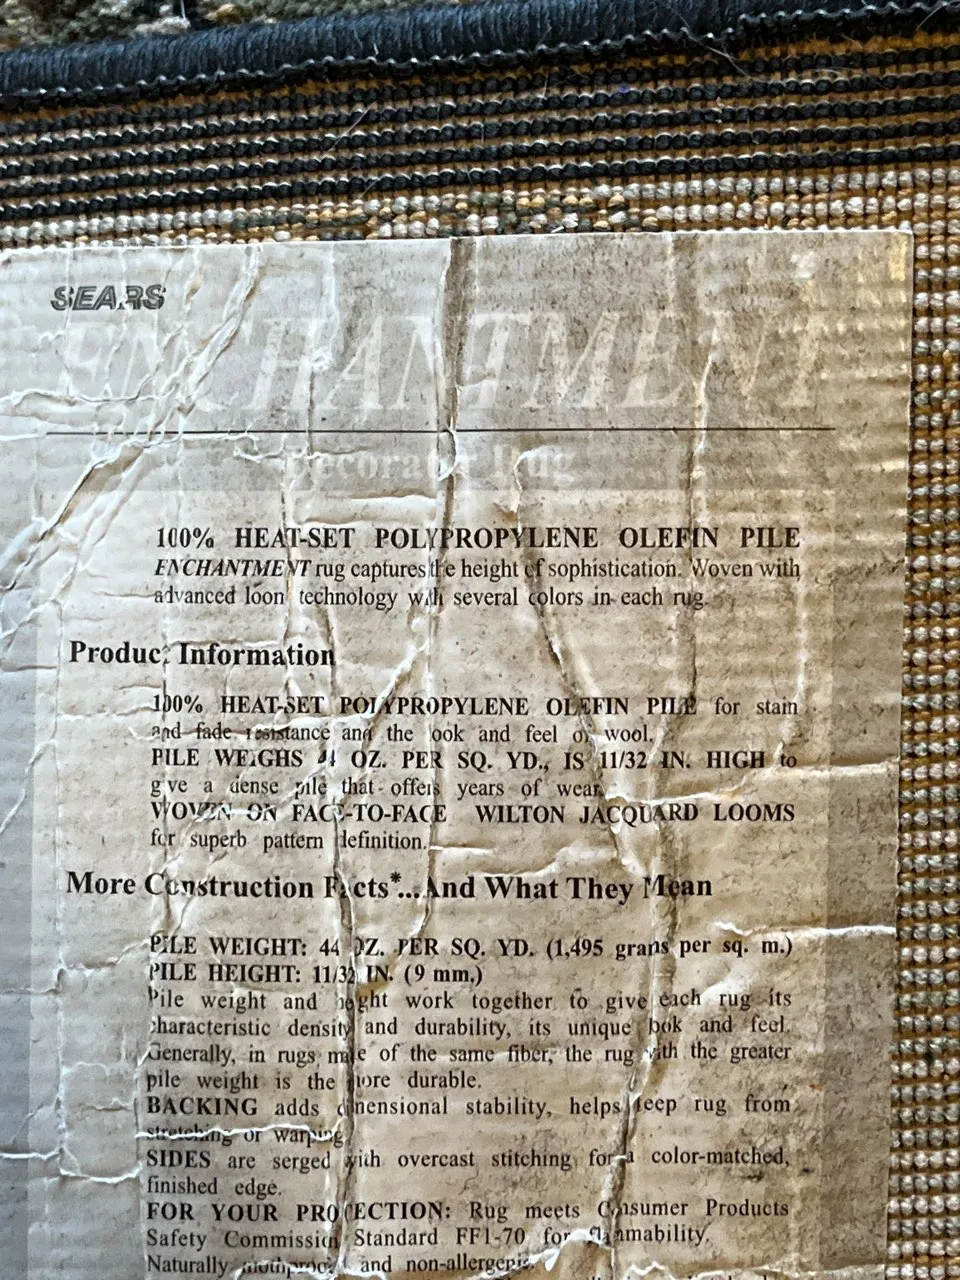 SEARS
ENCHANTMENT
Decorator Rug
100% HEAT-SET POLYPROPYLENE OLEFIN PILE
ENCHANTMENT rug captures the height of sophistication. Woven with
advanced loon technology with several colors in each rug.
Product Information
100% HEAT-SET POLYPROPYLENE OLEFIN PILE for stain
and fade resistance and the look and feel of wool.
PILE WEIGHS 44 OZ. PER SQ. YD., IS 11/32 IN. HIGH to
give a dense pile that offers years of wear.
WOVEN ON FACE-TO-FACE WILTON JACQUARD LOOMS
for superb pattern definition.
More Construction Facts*...And What They Mean
PILE WEIGHT: 44 OZ. PER SQ. YD. (1,495 grans per sq. m.)
PILE HEIGHT: 11/32 IN. (9 mm.)
Pile weight and height work together to give each rug its
characteristic density and durability, its unique look and feel.
Generally, in rugs made of the same fiber, the rug with the greater
pile weight is the more durable.
BACKING adds dimensional stability, helps keep rug from
stretching or warping.
SIDES are serged with overcast stitching for a color-matched,
finished edge.
FOR YOUR PROTECTION: Rug meets Consumer Products
Safety Commission Standard FF1-70 for flammability.
Naturally mothproof and non-allergenic.